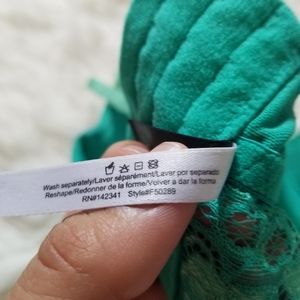 Wash separately/Laver séparément/Lavar por separado
Reshape/Redonner de la forme/Volver a dar la forma
RN#142341 Style#F50289